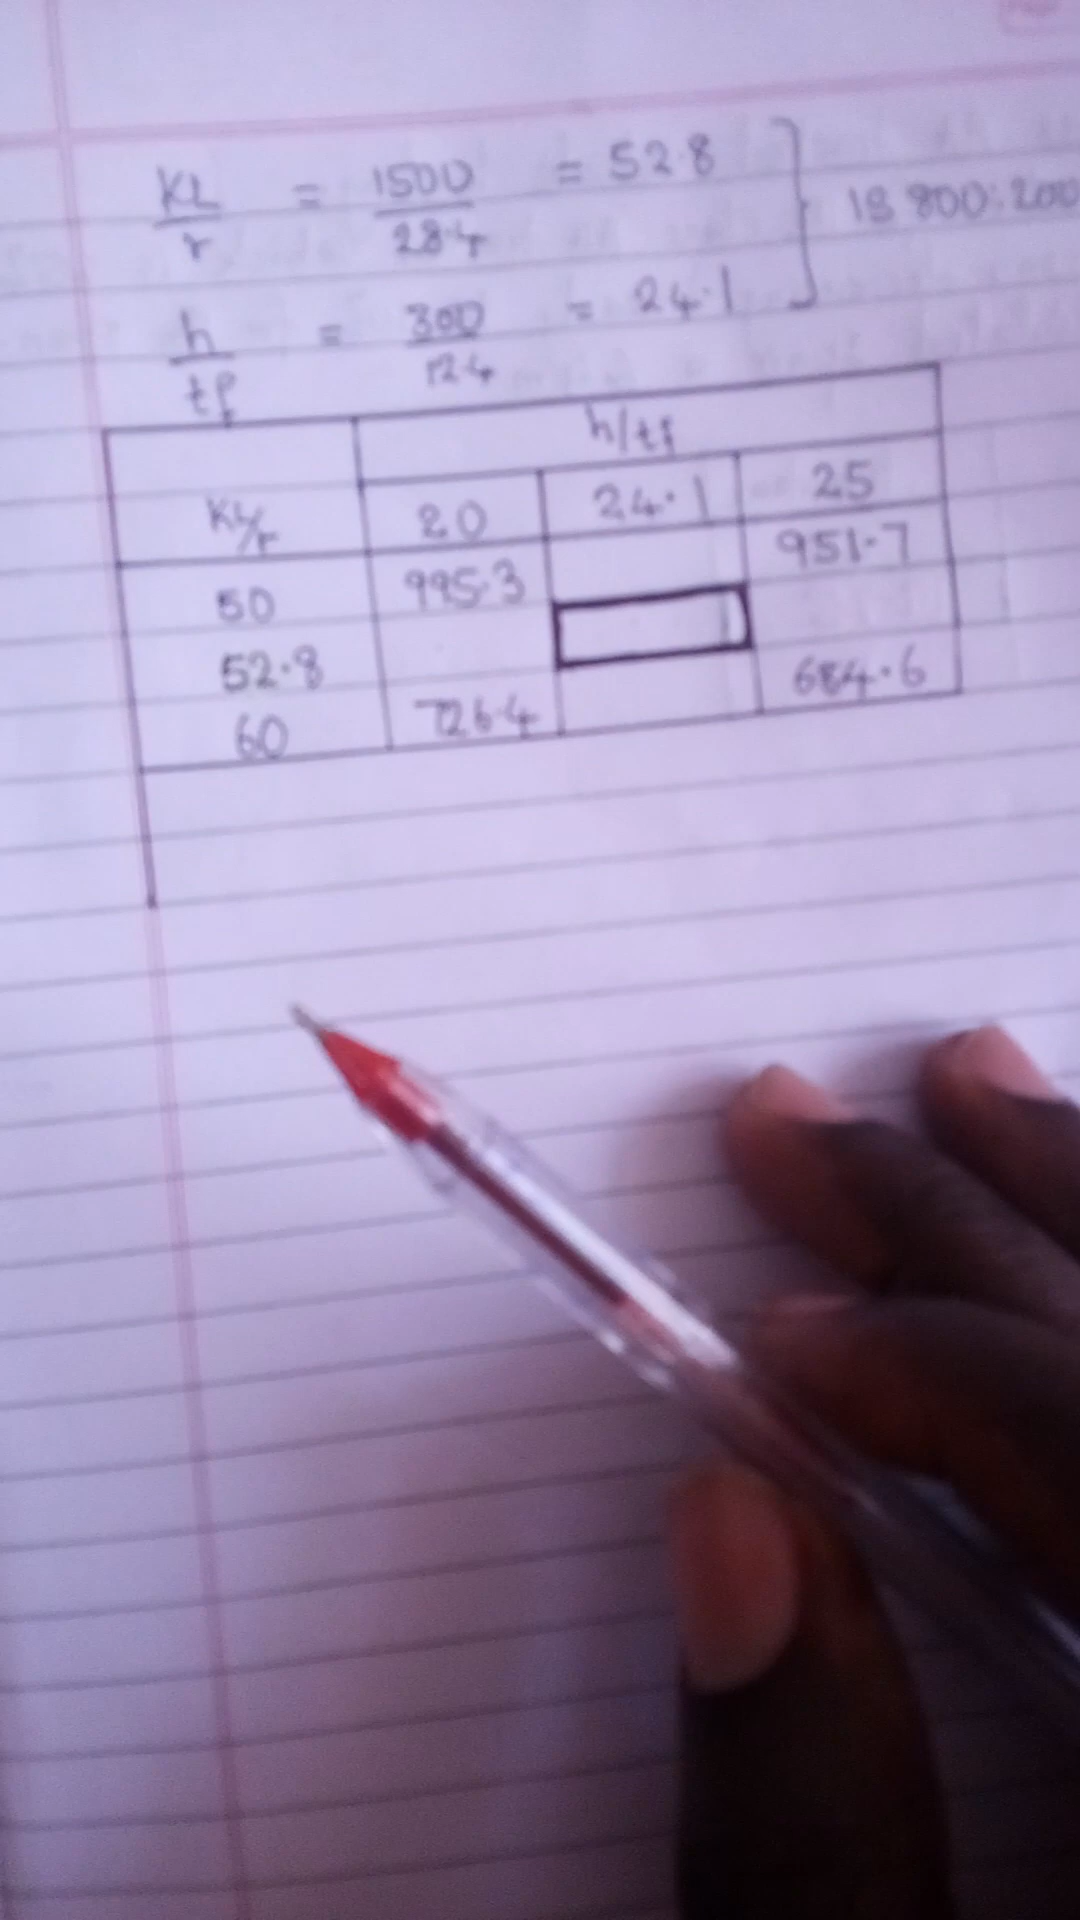 KL/r = 1500/28.4 = 52.8
IS 800:200
h/tf = 300/12.4 = 24.1
h/tf
KL/r 20 24.1 25
50 995.3 951.7
52.8
60 726.4 684.6